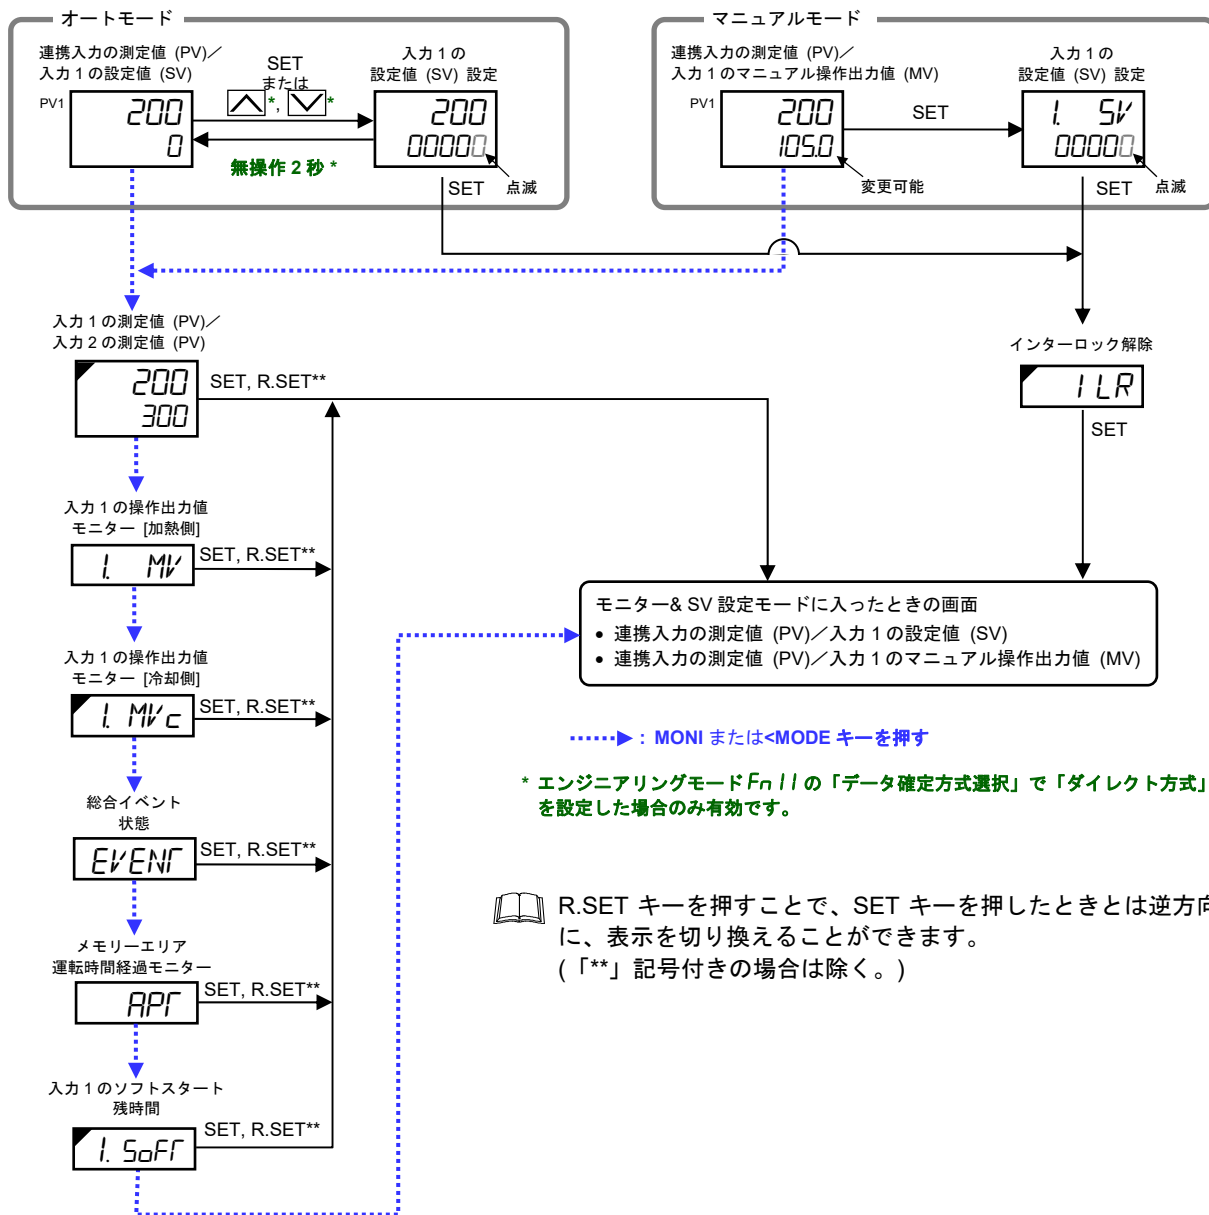 オートモード
連携入力の測定値 (PV)／
入力１の設定値 (SV)
PV1
200
0
SET
または
*, *
無操作 2 秒 *
入力１の
設定値 (SV) 設定
200
00000
SET
点滅
マニュアルモード
連携入力の測定値 (PV)／
入力１のマニュアル操作出力値 (MV)
PV1
200
105.0
変更可能
SET
入力１の
設定値 (SV) 設定
1. SV
00000
SET
点滅
入力１の測定値 (PV)／
入力２の測定値 (PV)
200
300
SET, R.SET**
インターロック解除
ILR
SET
入力１の操作出力値
モニター [加熱側]
1. MV
SET, R.SET**
入力１の操作出力値
モニター [冷却側]
1. MVc
SET, R.SET**
総合イベント
状態
EVENT
SET, R.SET**
メモリーエリア
運転時間経過モニター
APT
SET, R.SET**
入力１のソフトスタート
残時間
1. SoFT
SET, R.SET**
モニター& SV 設定モードに入ったときの画面
• 連携入力の測定値 (PV)／入力１の設定値 (SV)
• 連携入力の測定値 (PV)／入力１のマニュアル操作出力値 (MV)
: MONI または<MODE キーを押す
* エンジニアリングモード Fn11 の「データ確定方式選択」で「ダイレクト方式」
を設定した場合のみ有効です。
R.SET キーを押すことで、SET キーを押したときとは逆方向
に、表示を切り換えることができます。
(「**」記号付きの場合は除く。)